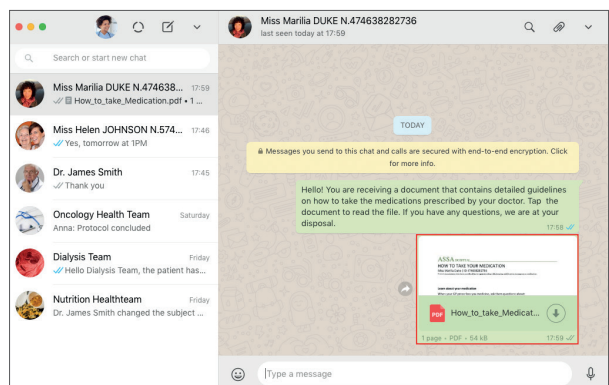 Miss Marilia DUKE N.474638282736
last seen today at 17:59
Search or start new chat
Miss Marilia DUKE N.474638... 17:59
How_to_take_Medication.pdf • 1 ...
Miss Helen JOHNSON N.574... 17:46
Yes, tomorrow at 1PM
Dr. James Smith 17:45
Thank you
Oncology Health Team Saturday
Anna: Protocol concluded
Dialysis Team Friday
Hello Dialysis Team, the patient has...
Nutrition Healthteam Friday
Dr. James Smith changed the subject ...
TODAY
Messages you send to this chat and calls are secured with end-to-end encryption. Click
for more info.
Hello! You are receiving a document that contains detailed guidelines
on how to take the medications prescribed by your doctor. Tap the
document to read the file. If you have any questions, we are at your
disposal.
17:58
ASSA
HOW TO TAKE YOUR MEDICATION
Learn about your medication
PDF How_to_take_Medicat...
1 page • PDF • 54 kB 17:59
Type a message